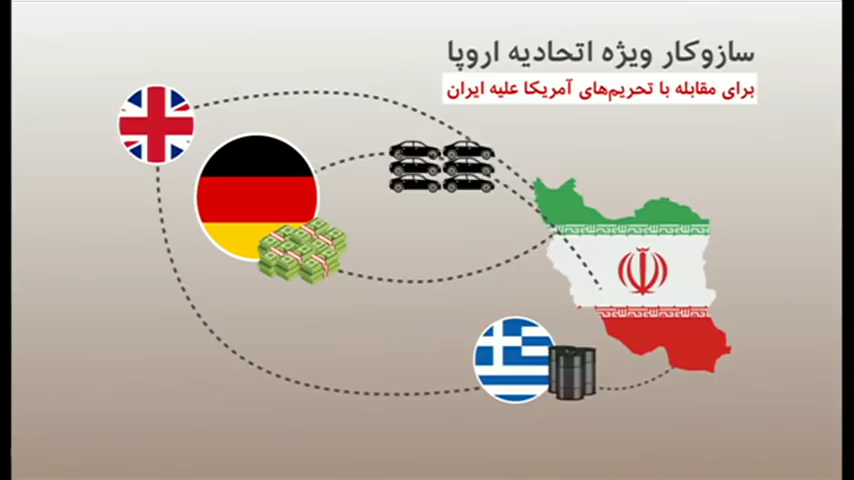 سازوکار ویژه اتحادیه اروپا
برای مقابله با تحریم‌های آمریکا علیه ایران